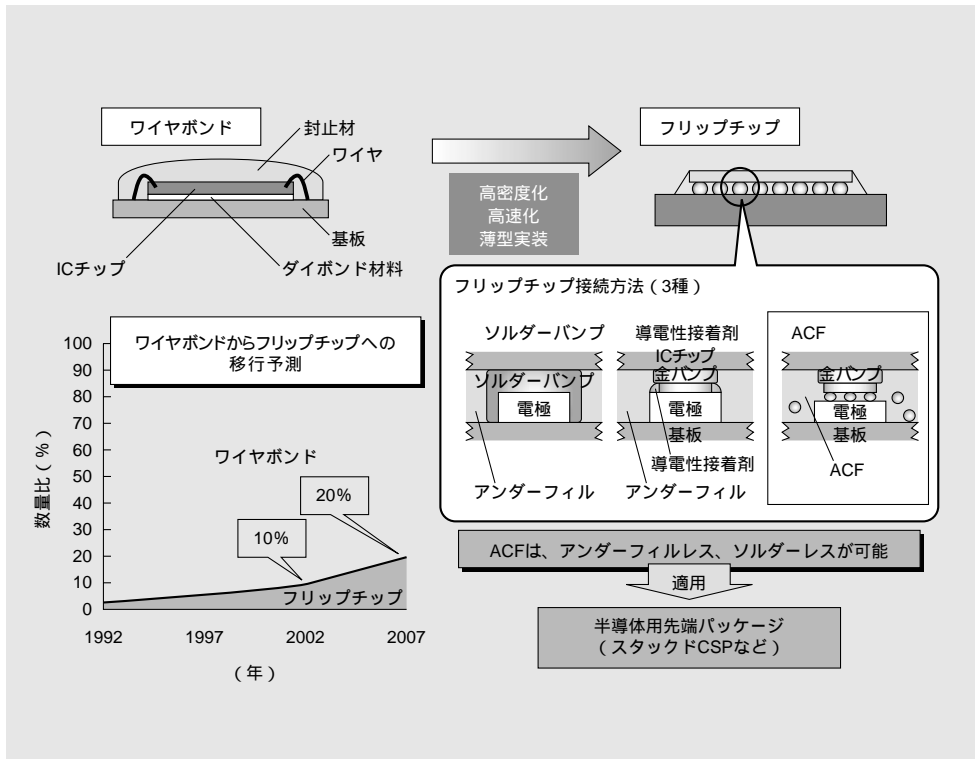 ワイヤボンド
封止材
ワイヤ
基板
ICチップ
ダイボンド材料
高密度化
高速化
薄型実装
フリップチップ
フリップチップ接続方法（3種）
ソルダーバンプ
ソルダーバンプ
電極
アンダーフィル
導電性接着剤
ICチップ
金バンプ
電極
基板
導電性接着剤
アンダーフィル
ACF
金バンプ
電極
基板
ACF
ACFは、アンダーフィルレス、ソルダーレスが可能
適用
半導体用先端パッケージ
（スタックドCSPなど）
ワイヤボンドからフリップチップへの
移行予測
数量比（％）
100
90
80
70
60
50
40
30
20
10
0
ワイヤボンド
20%
10%
フリップチップ
1992 1997 2002 2007
（年）